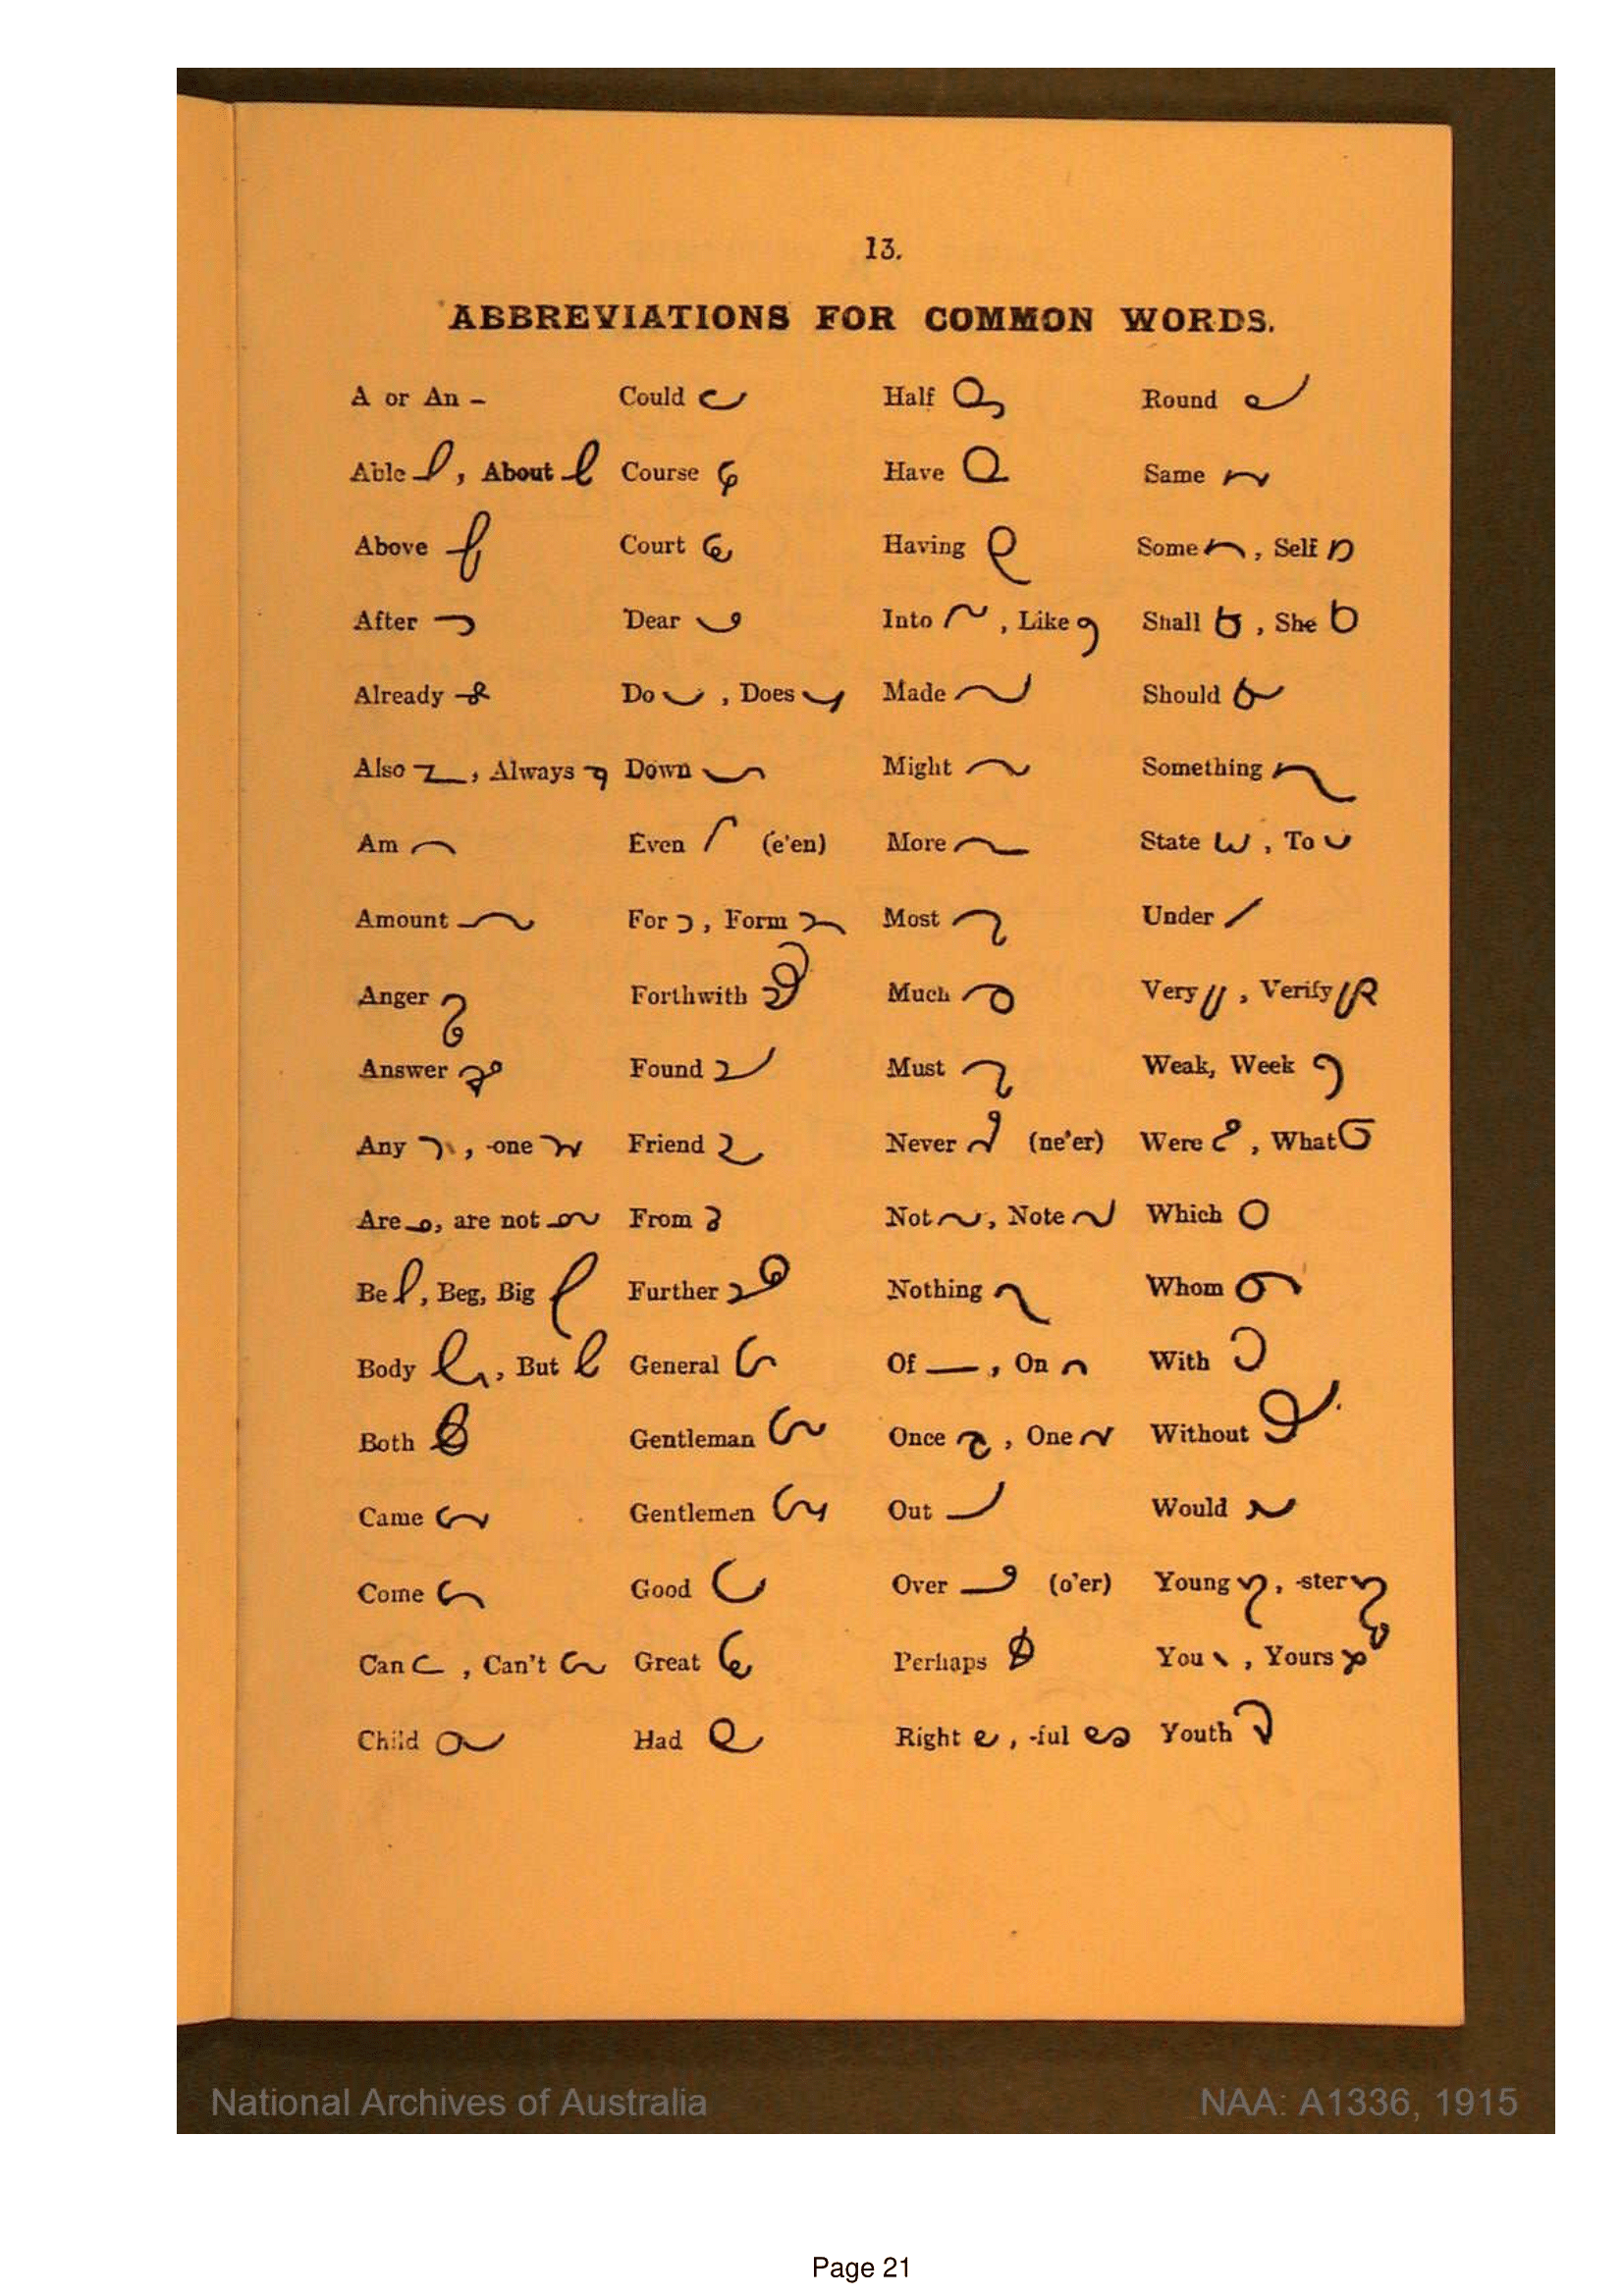 13.
ABBREVIATIONS FOR COMMON WORDS.
A or An Could Half Round
Able , About Course Have Same
Above Court Having Some , Self
After Dear Into , Like Shall , She
Already Do , Does Made Should
Also , Always Down Might Something
Am Even (e'en) More State , To
Amount For , Form Most Under
Anger Forthwith Much Very , Verify
Answer Found Must Weak, Week
Any , -one Friend Never (ne'er) Were , What
Are , are not From Not , Note Which
Be , Beg, Big Further Nothing Whom
Body , But General Of , On With
Both Gentleman Once , One Without
Came Gentlemen Out Would
Come Good Over (o'er) Young , -ster
Can , Can't Great Perhaps You , Yours
Child Had Right , -ful Youth
National Archives of Australia NAA: A1336, 1915
Page 21